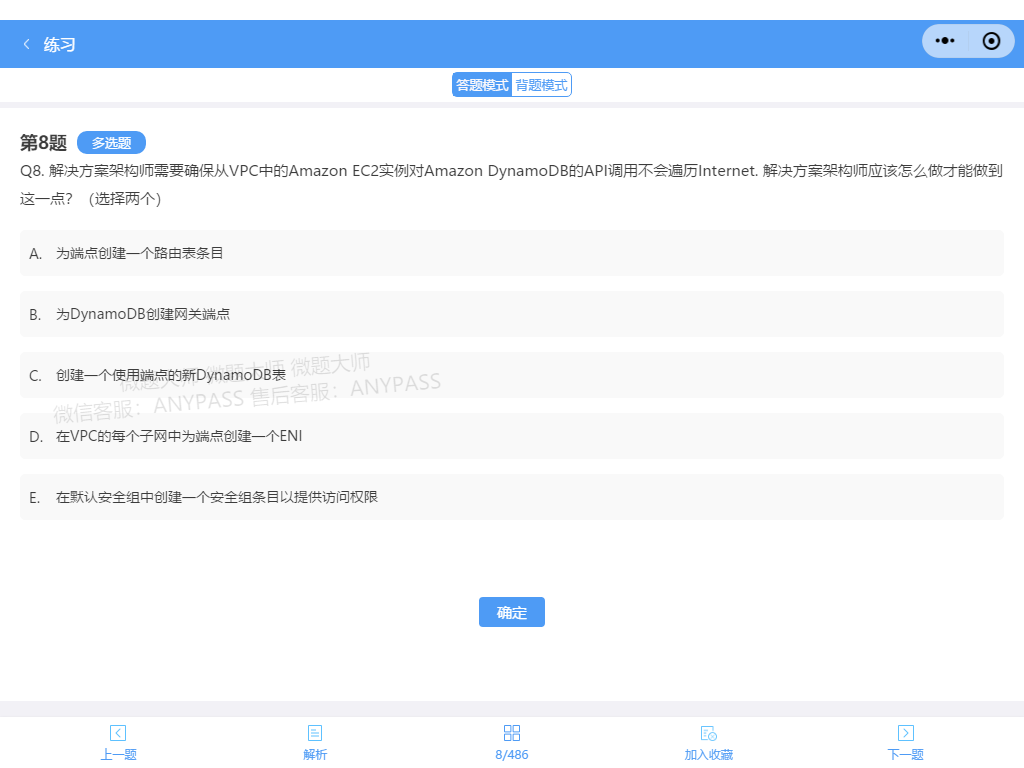 练习
答题模式 背题模式
第8题 多选题
Q8. 解决方案架构师需要确保从VPC中的Amazon EC2实例对Amazon DynamoDB的API调用不会遍历Internet. 解决方案架构师应该怎么做才能做到
这一点？（选择两个）
A. 为端点创建一个路由表条目
B. 为DynamoDB创建网关端点
C. 创建一个使用端点的新DynamoDB表
微题大师 微题大师 微题大师
微信客服：ANYPASS 售后客服：ANYPASS
D. 在VPC的每个子网中为端点创建一个ENI
E. 在默认安全组中创建一个安全组条目以提供访问权限
确定
上一题 解析 8/486 加入收藏 下一题